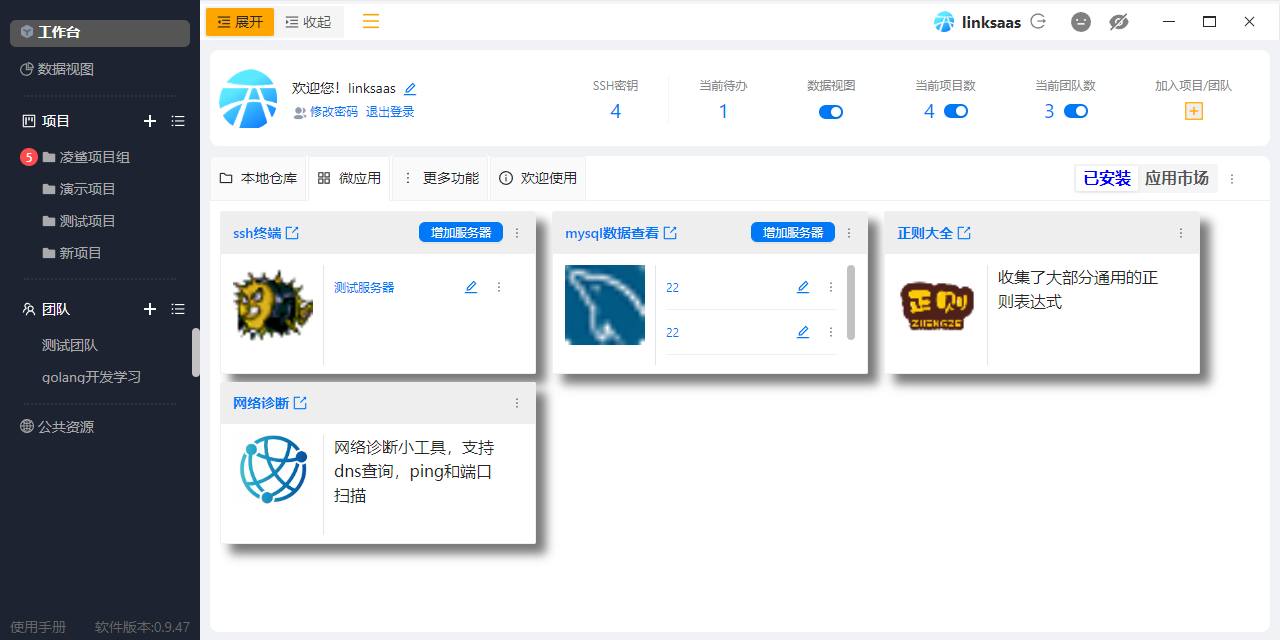 工作台
数据视图
项目
5 凌鲨项目组
演示项目
测试项目
新项目
团队
测试团队
golang开发学习
公共资源
使用手册 软件版本:0.9.47
展开 收起
linksaas
欢迎您! linksaas
修改密码 退出登录
SSH密钥
4
当前待办
1
数据视图
当前项目数
4
当前团队数
3
加入项目/团队
本地仓库 微应用 更多功能 欢迎使用
已安装 应用市场
ssh终端 增加服务器
测试服务器
mysql数据查看 增加服务器
22
22
正则大全
正则
ZHENGZE
收集了大部分通用的正
则表达式
网络诊断
网络诊断小工具，支持
dns查询，ping和端口
扫描